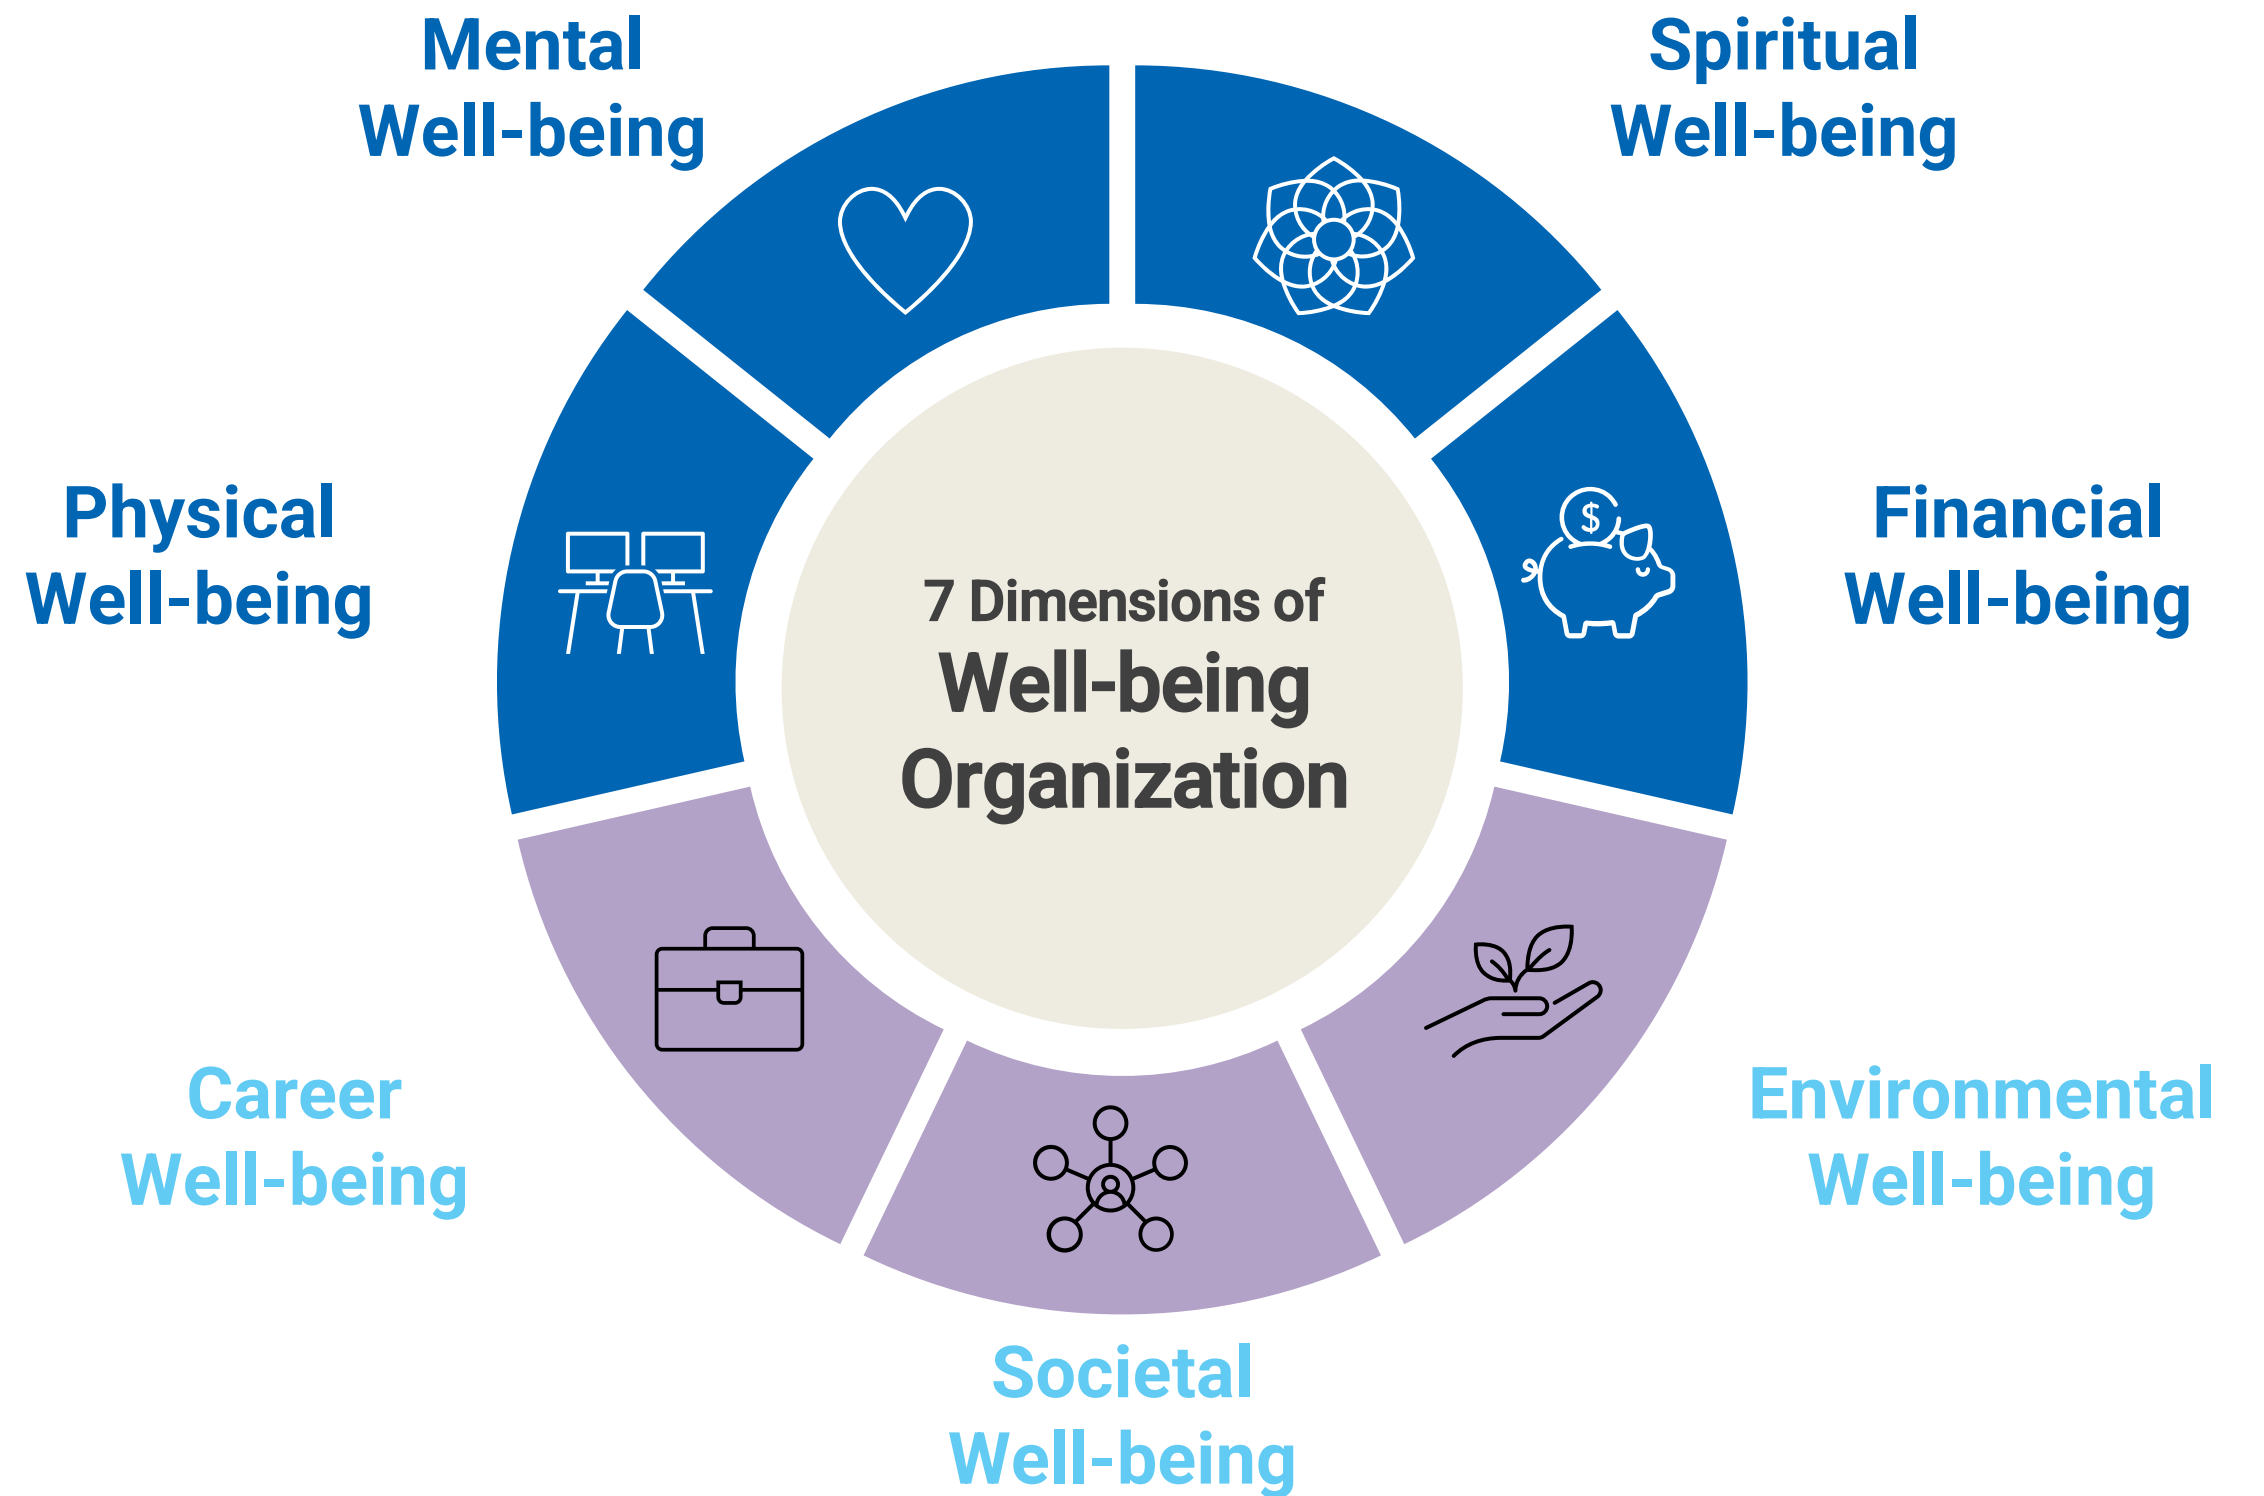 Mental
Well-being
Spiritual
Well-being
Physical
Well-being
$
Financial
Well-being
7 Dimensions of
Well-being
Organization
Career
Well-being
Environmental
Well-being
Societal
Well-being